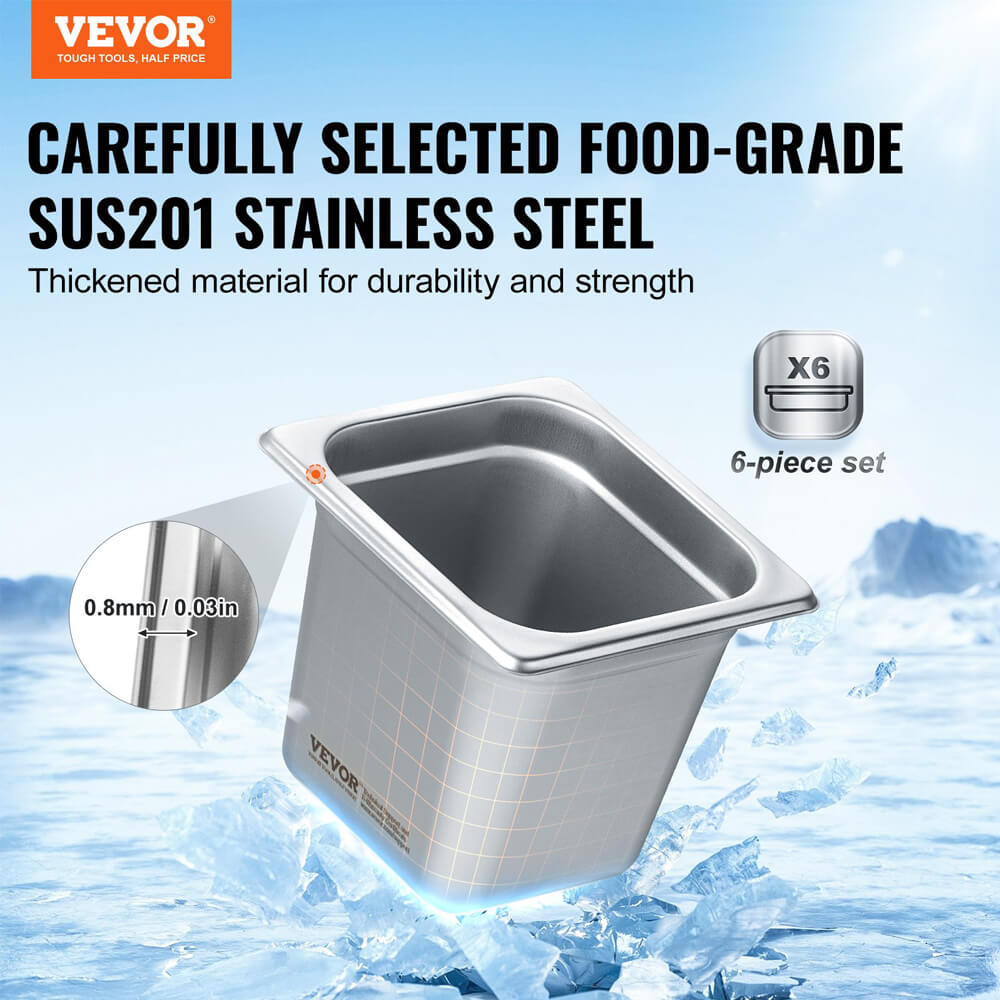 VEVOR®
TOUGH TOOLS, HALF PRICE
CAREFULLY SELECTED FOOD-GRADE
SUS201 STAINLESS STEEL
Thickened material for durability and strength
X6
6-piece set
0.8mm / 0.03in
VEVOR